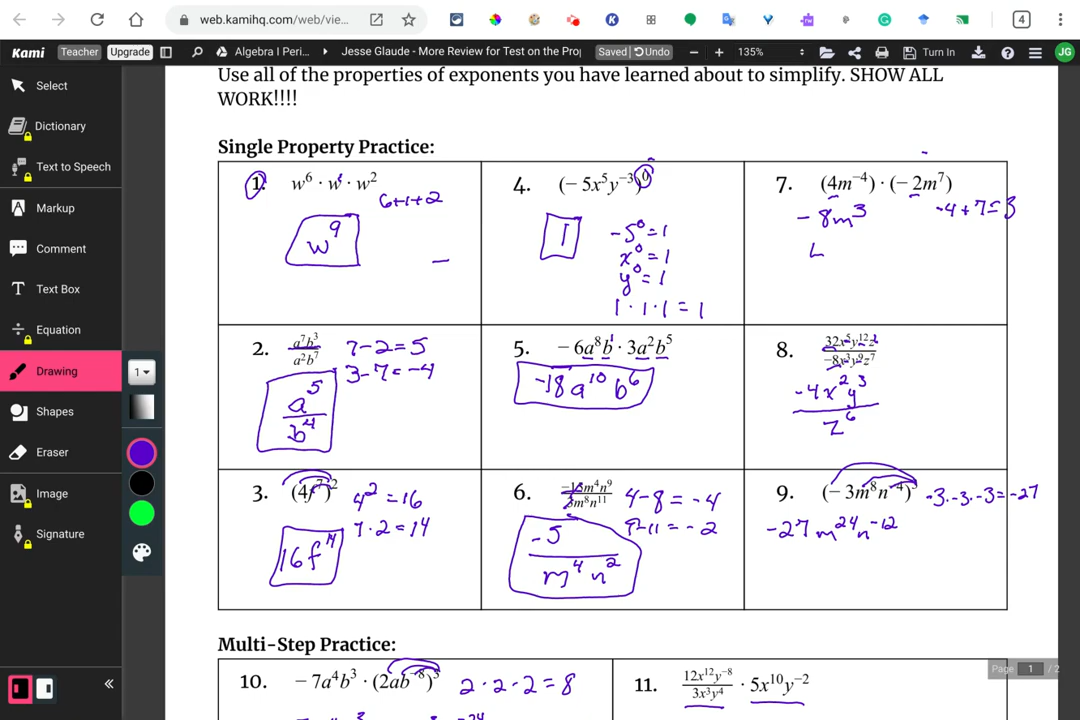 web.kamihq.com/web/vie...
4
Kami Teacher Upgrade Algebra I Peri... Jesse Glaude - More Review for Test on the Pro Saved Undo − + 135% Turn In JG
Select
Dictionary
Text to Speech
Markup
Comment
Text Box
Equation
Drawing
1
Shapes
Eraser
Image
Signature
Use all of the properties of exponents you have learned about to simplify. SHOW ALL
WORK!!!!
Single Property Practice:
1. w⁶ · w¹ · w²
6+1+2
w⁹
4. (− 5x⁵y⁻³)⁰
1
-5⁰ = 1
x⁰ = 1
y⁰ = 1
1 · 1 · 1 = 1
7. (4m⁻⁴) · (− 2m⁷)
-4+7=3
-8m³
2. a⁷b³ / a²b⁷
7-2=5
3-7=-4
a⁵ / b⁴
5. − 6a⁸b¹ · 3a²b⁵
-18a¹⁰b⁶
8. 32x⁵y¹²z¹ / −8x³y⁹z⁷
-4x²y³ / z⁶
3. (4f⁷)²
4² = 16
7·2 = 14
16f¹⁴
6. −15m⁴n⁹ / 3m⁸n¹¹
4-8 = -4
9-11 = -2
-5 / m⁴n²
9. (− 3m⁸n⁻⁴)³
-3·-3·-3=-27
-27m²⁴n⁻¹²
Multi-Step Practice:
10. − 7a⁴b³ · (2ab⁻⁸)³
2·2·2=8
11. 12x¹²y⁻⁸ / 3x³y⁴ · 5x¹⁰y⁻²
Page 1 / 2